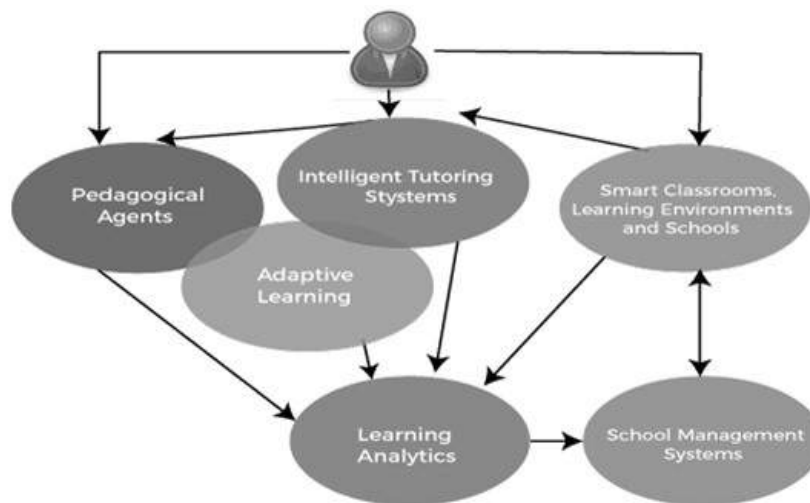 Pedagogical
Agents
Intelligent Tutoring
Stystems
Smart Classrooms,
Learning Environments
and Schools
Adaptive
Learning
Learning
Analytics
School Management
Systems